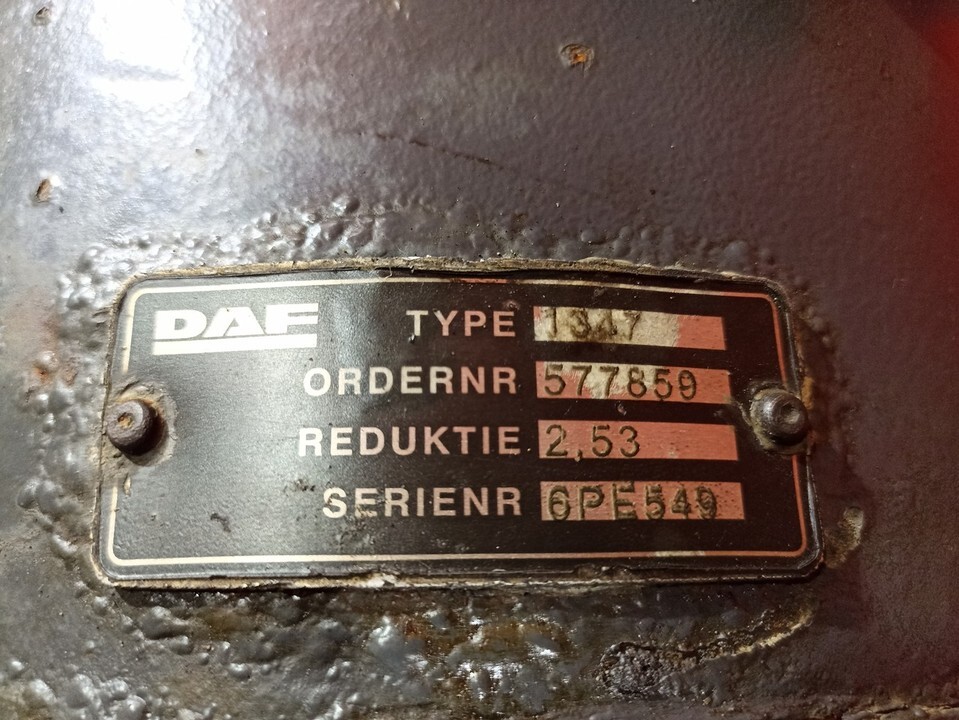 DAF
TYPE 1347
ORDERNR 577859
REDUKTIE 2,53
SERIENR 6PE549